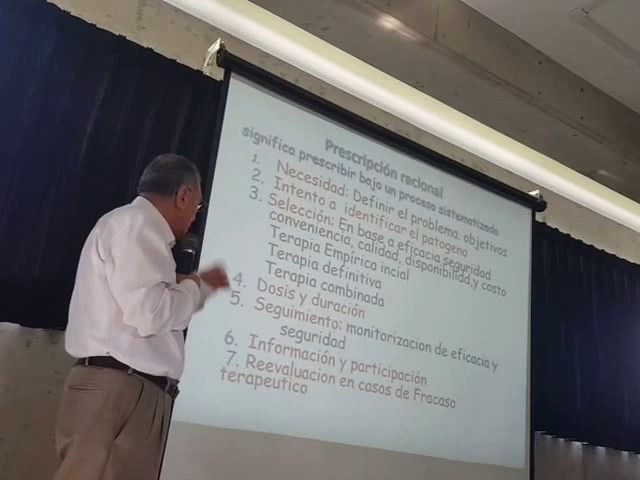 Prescripción racional
significa prescribir bajo un proceso sistematizado
1. Necesidad: Definir el problema. objetivos
2. Intento a identificar el patogeno
3. Selección: En base a eficacia seguridad
conveniencia, calidad, disponibilidd,y costo
Terapia Empírica incial
Terapia definitiva
Terapia combinada
4. Dosis y duración
5. Seguimiento: monitorizacion de eficacia y
seguridad
6. Información y participación
7. Reevaluacion en casos de Fracaso
terapeutico